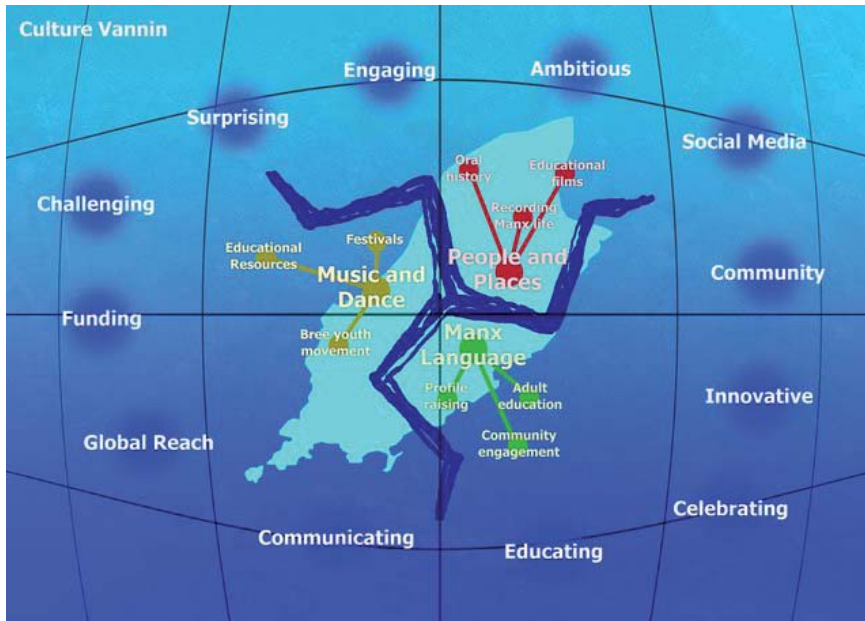 Culture Vannin
Engaging
Ambitious
Surprising
Social Media
Challenging
Oral
history
Educational
films
Recording
Manx life
Educational
Resources
Festivals
People and
Places
Music and
Dance
Community
Funding
Bree youth
movement
Manx
Language
Profile
raising
Adult
education
Innovative
Global Reach
Community
engagement
Celebrating
Communicating
Educating